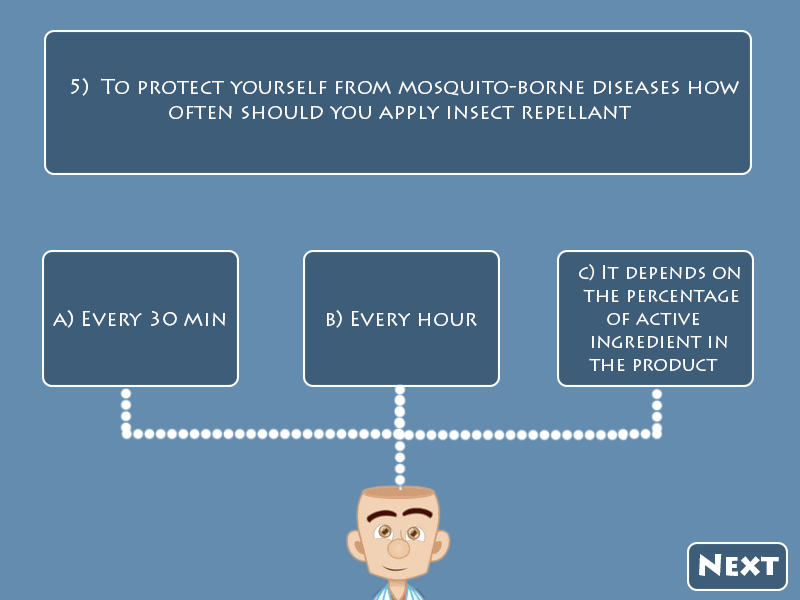 5) To protect yourself from mosquito-borne diseases how
often should you apply insect repellant
a) Every 30 min
b) Every hour
c) It depends on
the percentage
of active
ingredient in
the product
Next